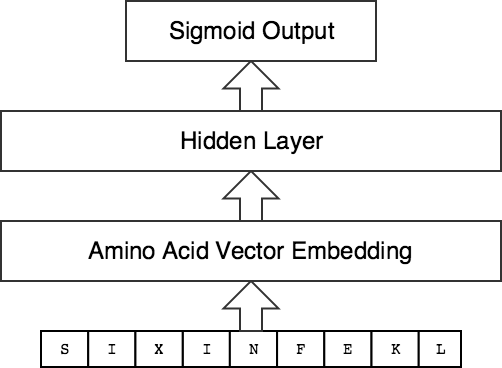 Sigmoid Output
Hidden Layer
Amino Acid Vector Embedding
S I X I N F E K L